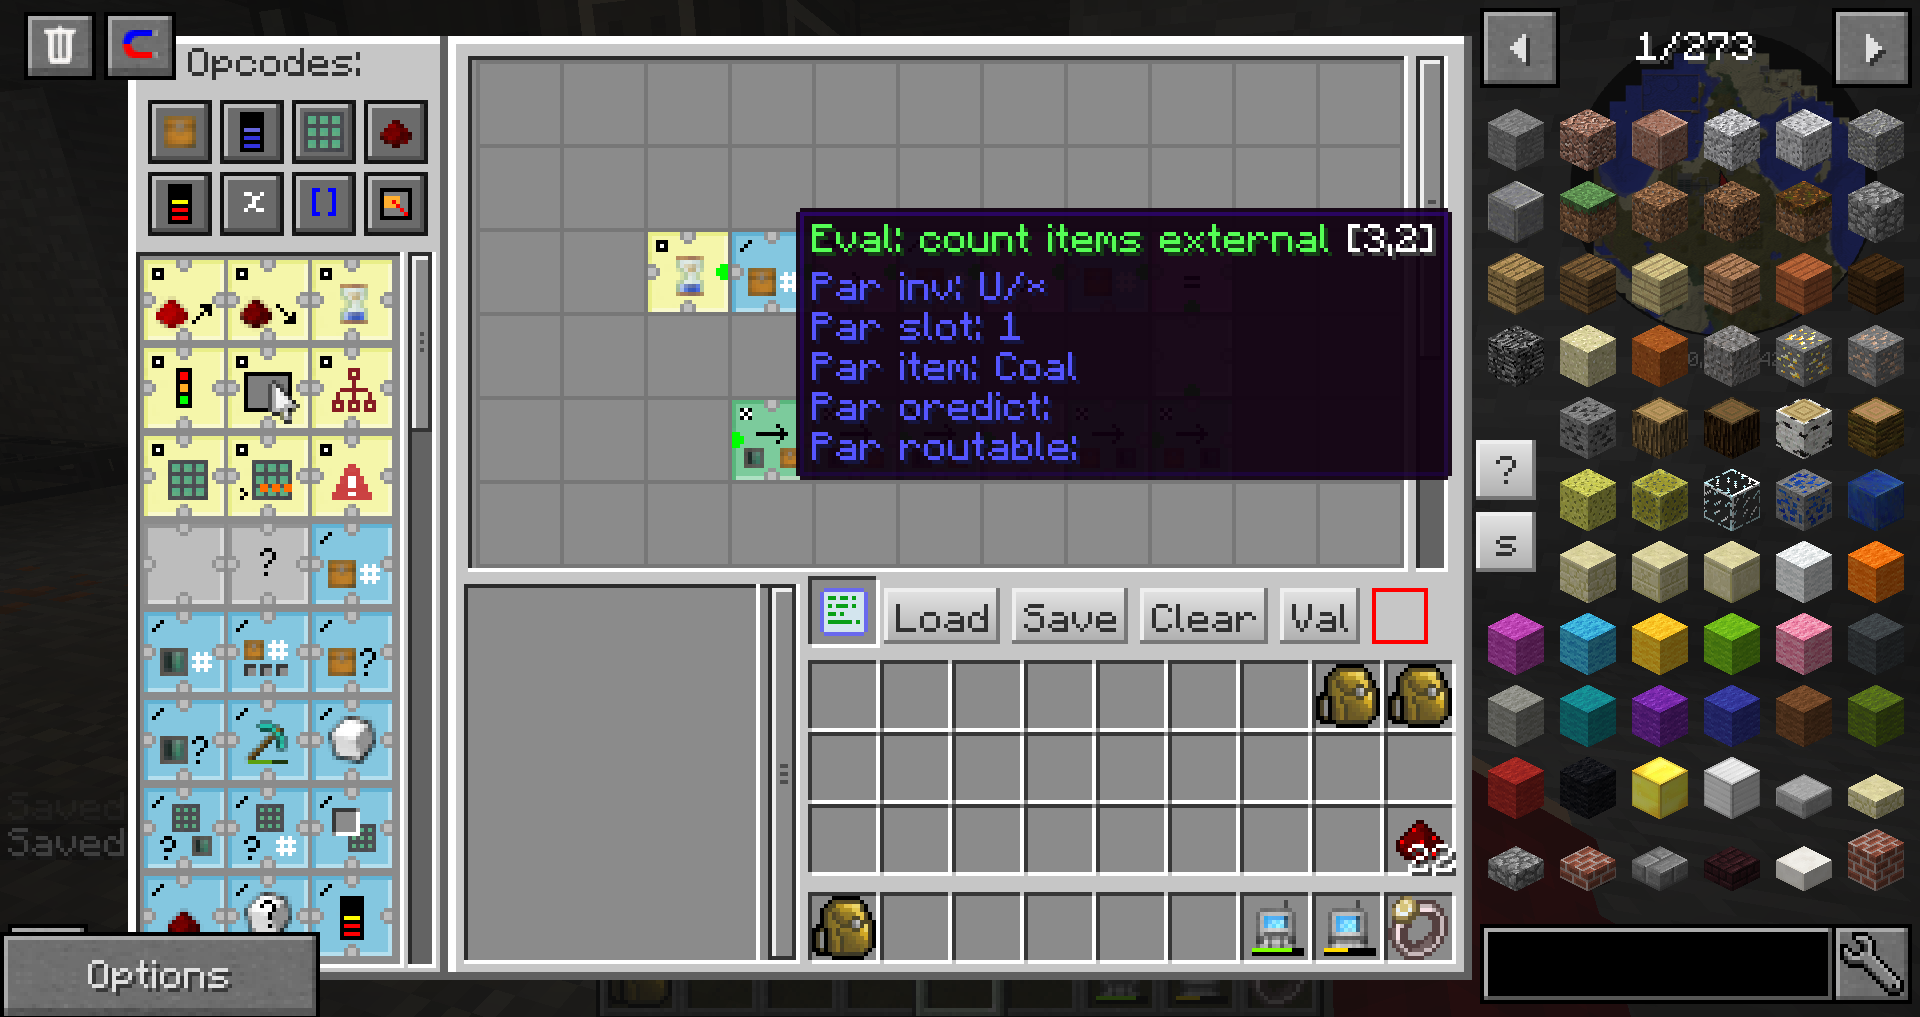 Opcodes:
1/273
Eval: count items external [3,2]
Par inv: U/×
Par slot: 1
Par item: Coal
Par oredict:
Par routable:
?
s
Load
Save
Clear
Val
22
Saved
Saved
Options